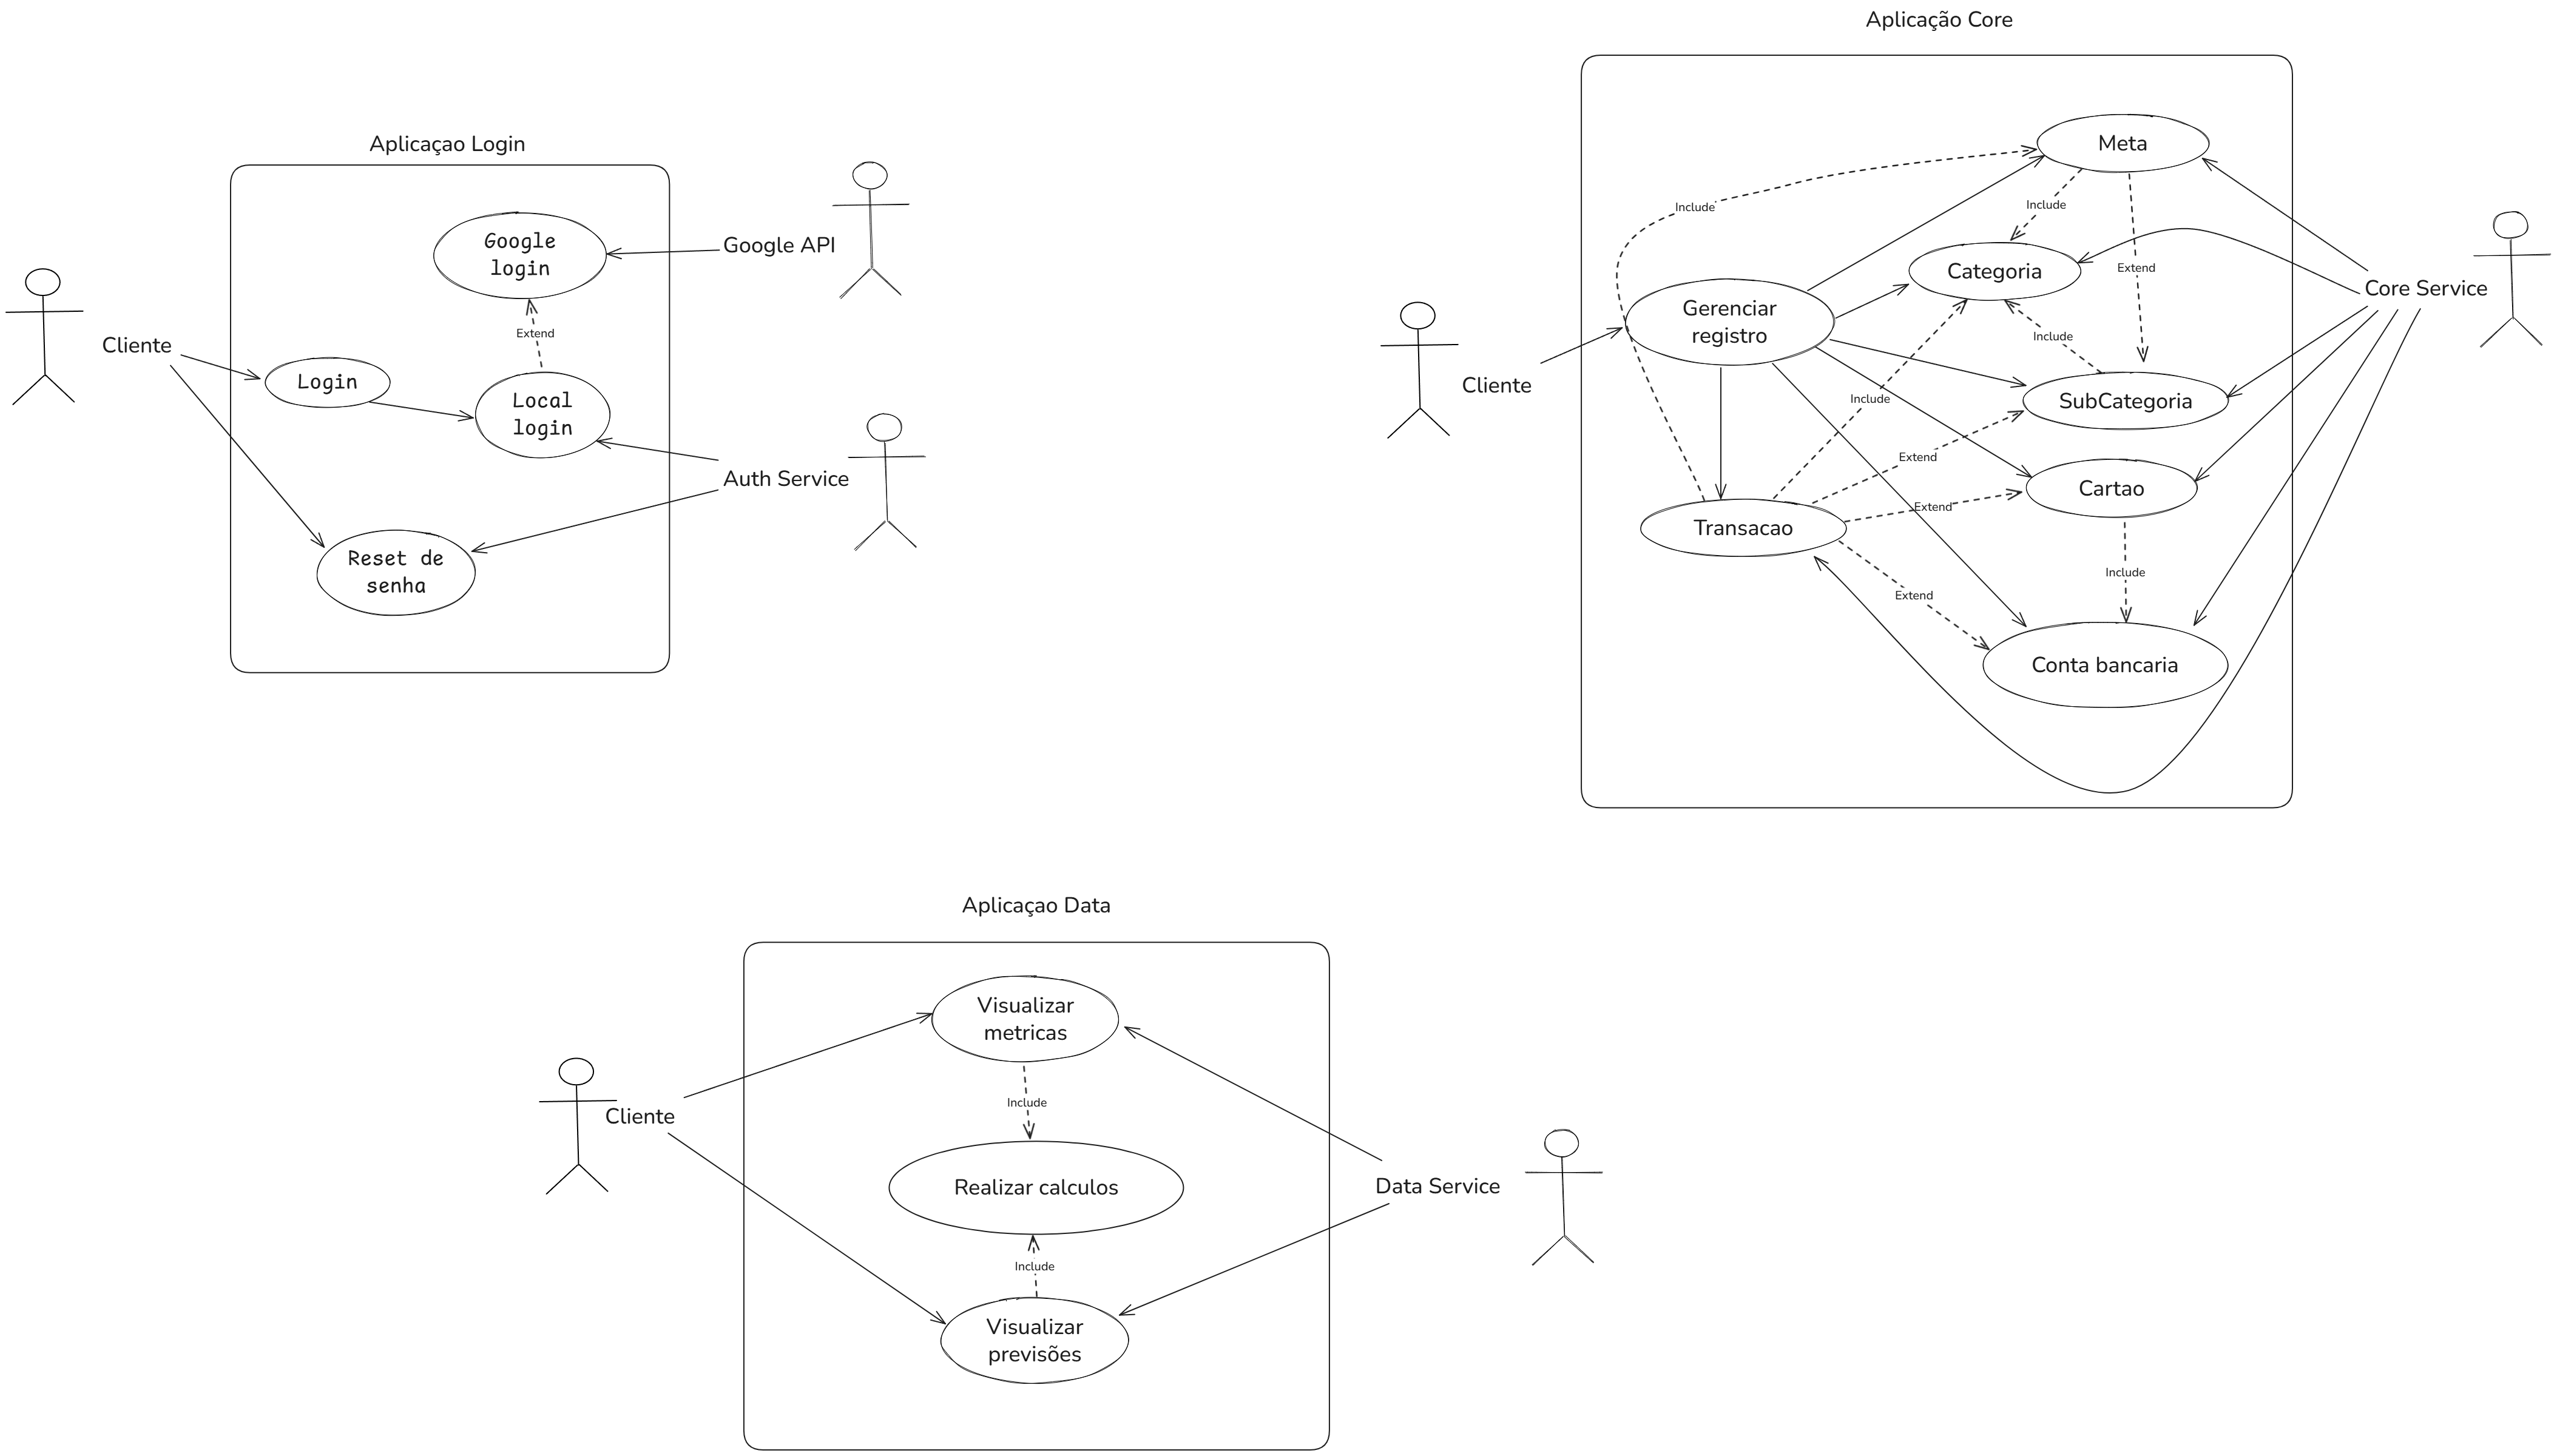 Aplicação Core
Aplicaçao Login
Meta
Include
Include
Google
login
Google API
Categoria
Extend
Core Service
Gerenciar
registro
Extend
Include
Cliente
Login
Cliente
Local
login
Include
SubCategoria
Extend
Auth Service
Cartao
Extend
Transacao
Reset de
senha
Include
Extend
Conta bancaria
Aplicaçao Data
Visualizar
metricas
Include
Cliente
Realizar calculos
Data Service
Include
Visualizar
previsões